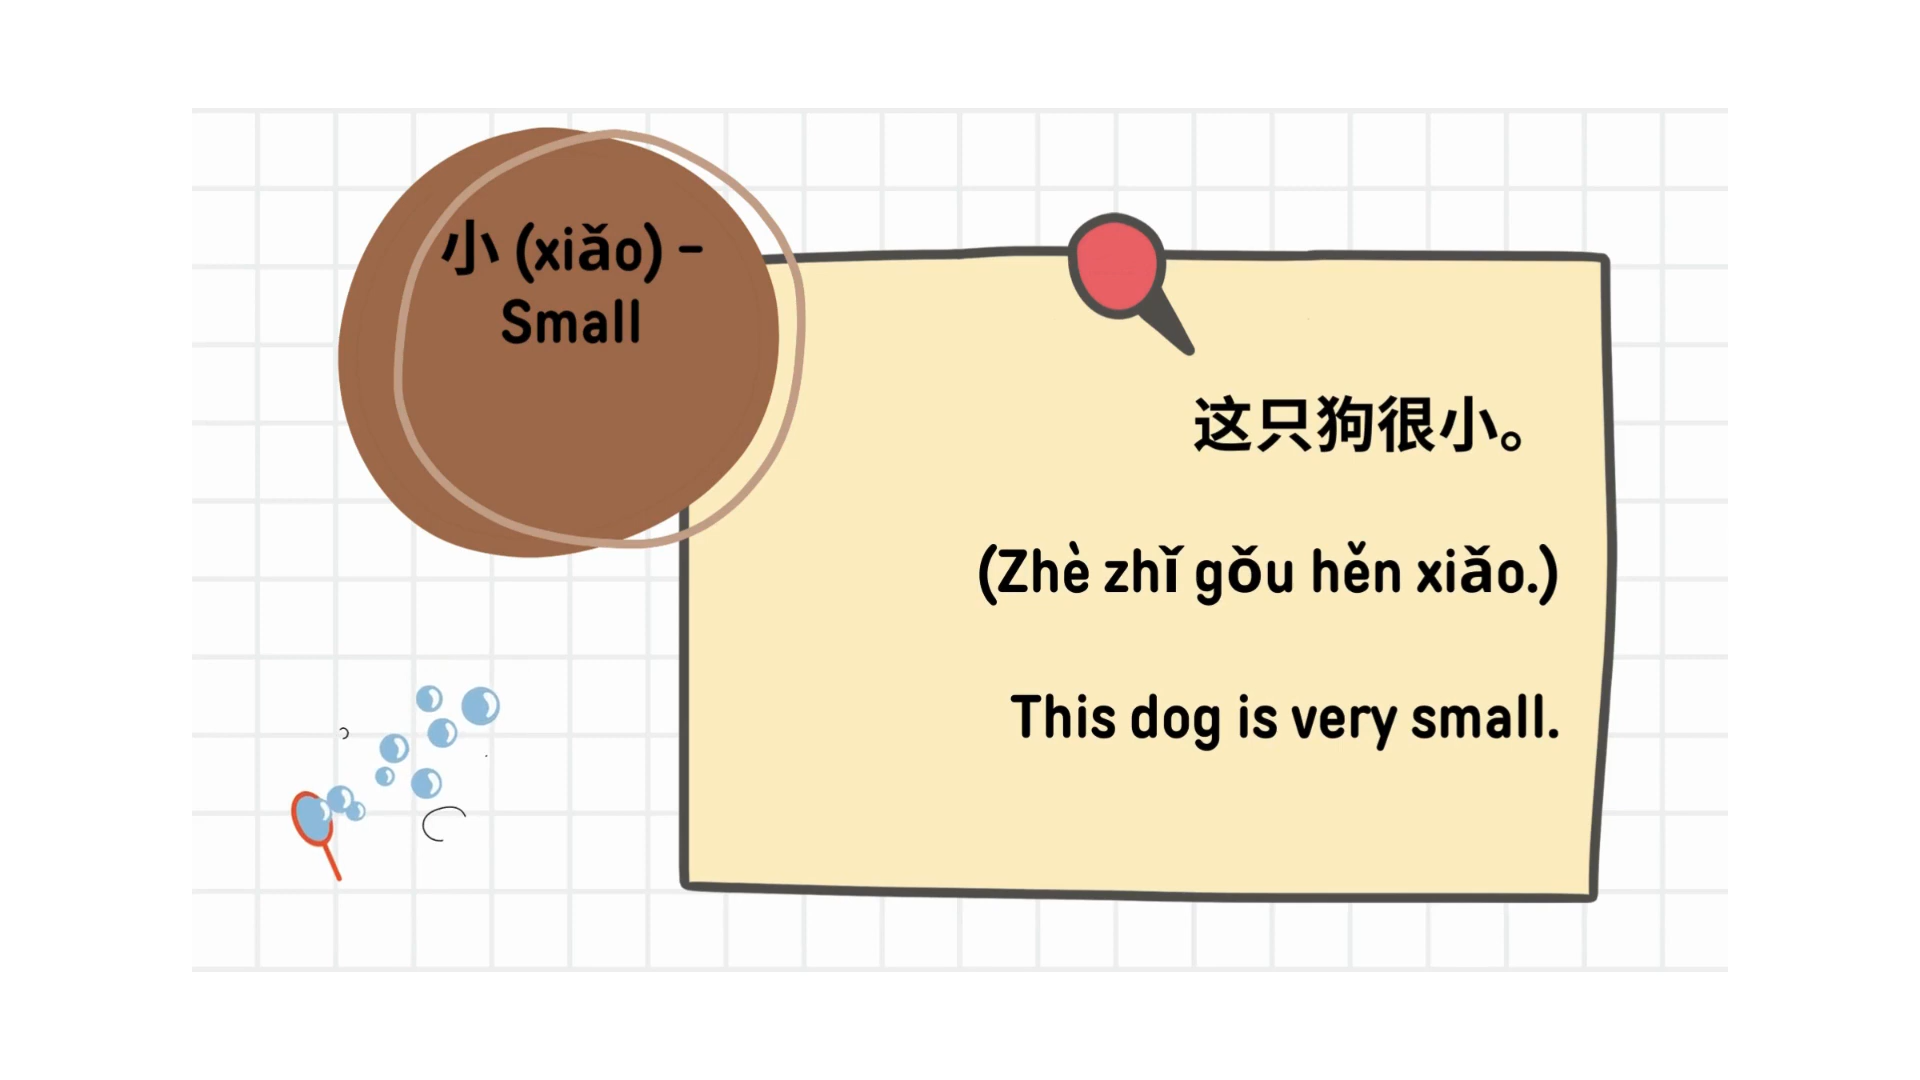 小 (xiǎo) –
Small
这只狗很小。
(Zhè zhǐ gǒu hěn xiǎo.)
This dog is very small.